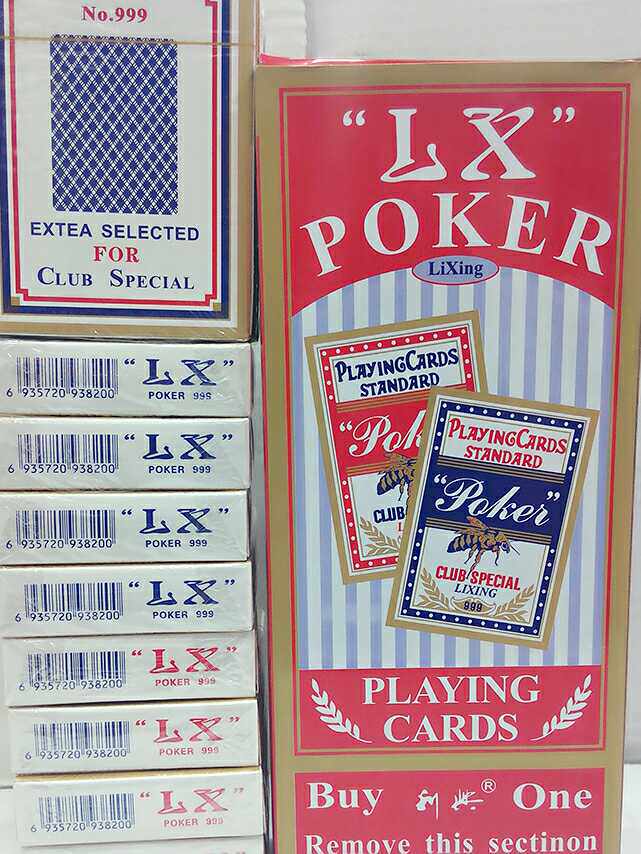 No.999
EXTEA SELECTED
FOR
CLUB SPECIAL
6 935720 938200
"LX"
POKER 999
6 935720 938200
"LX"
POKER 999
6 935720 938200
"LX"
POKER 999
6 935720 938200
"LX"
POKER 999
6 935720 938200
"LX"
POKER 999
6 935720 938200
"LX"
POKER 999
6 935720 938200
"LX"
POKER 999
"LX"
POKER
LiXing
PLAYINGCARDS
STANDARD
"Pok
CLUB
PLAYINGCARDS
STANDARD
"Poker"
CLUB SPECIAL
LIXING
999
PLAYING
CARDS
Buy ® One
Remove this sectinon